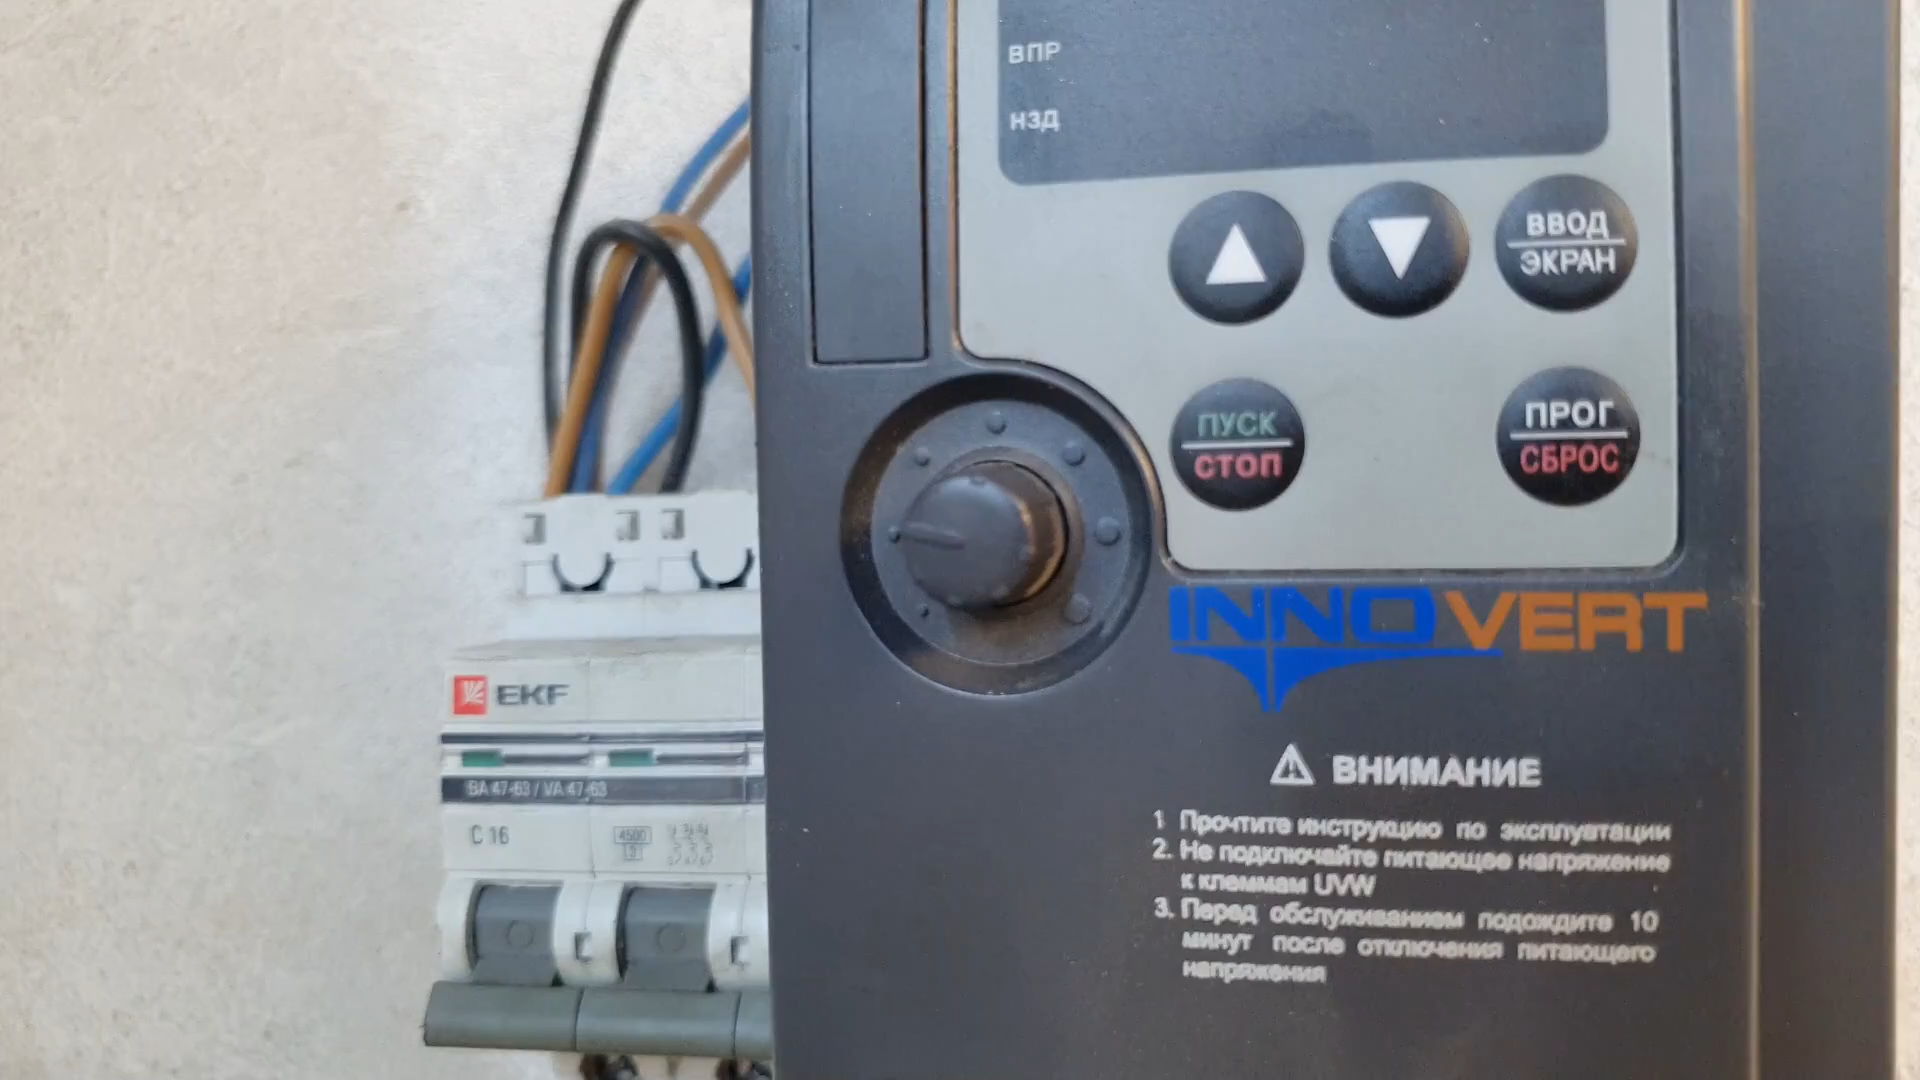 ВПР
НЗД
ВВОД
ЭКРАН
ПУСК
СТОП
ПРОГ
СБРОС
INNOVERT
EKF
ВА 47-63 / VA 47-63
C 16
4500
3
ВНИМАНИЕ
1 Прочтите инструкцию по эксплуатации
2. Не подключайте питающее напряжение
к клеммам UVW
3. Перед обслуживанием подождите 10
минут после отключения питающего
напряжения